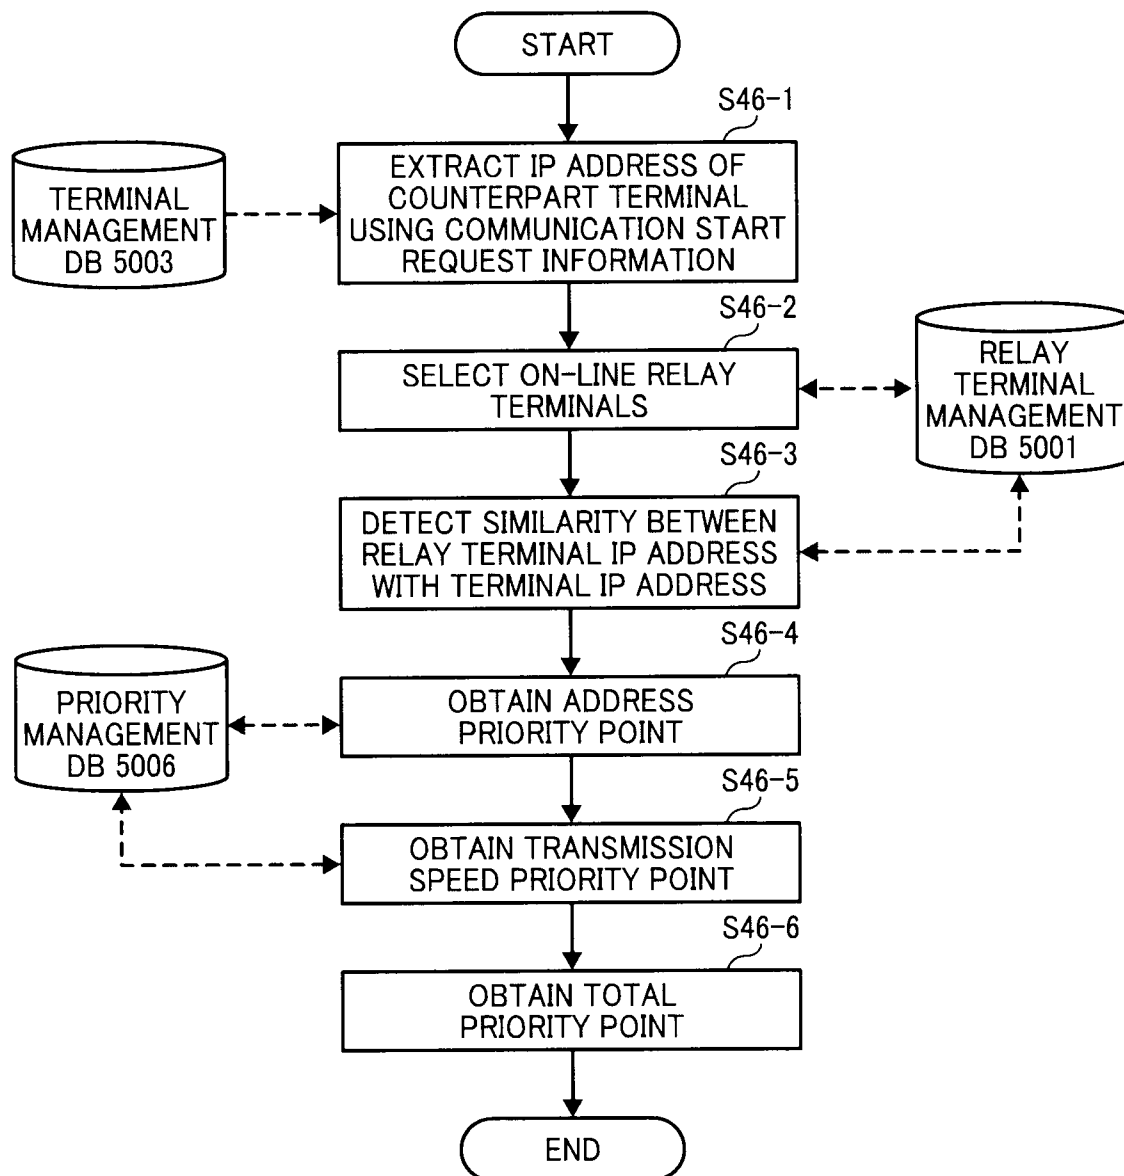 START
S46-1
EXTRACT IP ADDRESS OF
COUNTERPART TERMINAL
USING COMMUNICATION START
REQUEST INFORMATION
TERMINAL
MANAGEMENT
DB 5003
S46-2
SELECT ON-LINE RELAY
TERMINALS
RELAY
TERMINAL
MANAGEMENT
DB 5001
S46-3
DETECT SIMILARITY BETWEEN
RELAY TERMINAL IP ADDRESS
WITH TERMINAL IP ADDRESS
S46-4
OBTAIN ADDRESS
PRIORITY POINT
PRIORITY
MANAGEMENT
DB 5006
S46-5
OBTAIN TRANSMISSION
SPEED PRIORITY POINT
S46-6
OBTAIN TOTAL
PRIORITY POINT
END